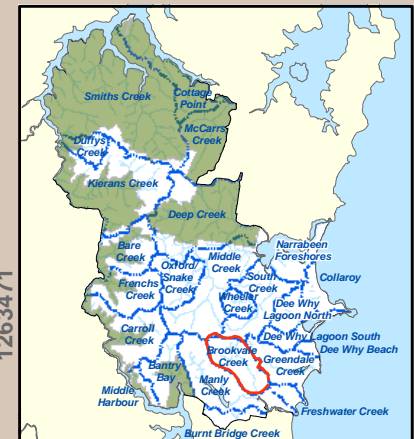 Smiths Creek
Cottage
Point
McCarrs
Creek
Duffys
Creek
Kierans Creek
Deep Creek
Bare
Creek
Oxford
Snake
Creek
Middle
Creek
Narrabeen
Foreshores
South
Creek
Collaroy
Frenchs
Creek
Wheeler
Creek
Dee Why
Lagoon North
Carroll
Creek
Dee Why Lagoon South
Dee Why Beach
Brookvale
Creek
Greendale
Creek
Bantry
Bay
Manly
Creek
Middle
Harbour
Freshwater Creek
Burnt Bridge Creek
1263471